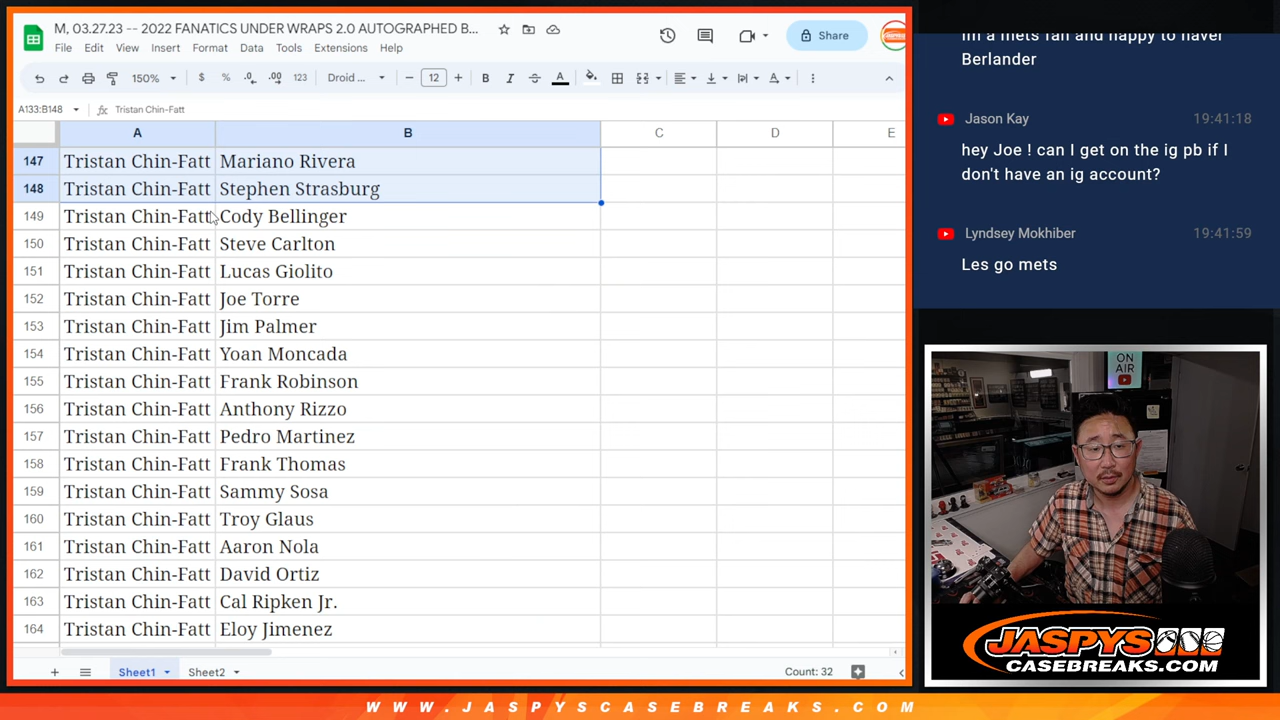 M, 03.27.23 -- 2022 FANATICS UNDER WRAPS 2.0 AUTOGRAPHED B...
Share
File Edit View Insert Format Data Tools Extensions Help
150% $ % .0 .00 123 Droid ... − 12 + B I S A
A133:B148 fx Tristan Chin-Fatt
A B C D E
147 Tristan Chin-Fatt Mariano Rivera
148 Tristan Chin-Fatt Stephen Strasburg
149 Tristan Chin-Fatt Cody Bellinger
150 Tristan Chin-Fatt Steve Carlton
151 Tristan Chin-Fatt Lucas Giolito
152 Tristan Chin-Fatt Joe Torre
153 Tristan Chin-Fatt Jim Palmer
154 Tristan Chin-Fatt Yoan Moncada
155 Tristan Chin-Fatt Frank Robinson
156 Tristan Chin-Fatt Anthony Rizzo
157 Tristan Chin-Fatt Pedro Martinez
158 Tristan Chin-Fatt Frank Thomas
159 Tristan Chin-Fatt Sammy Sosa
160 Tristan Chin-Fatt Troy Glaus
161 Tristan Chin-Fatt Aaron Nola
162 Tristan Chin-Fatt David Ortiz
163 Tristan Chin-Fatt Cal Ripken Jr.
164 Tristan Chin-Fatt Eloy Jimenez
Sheet1 Sheet2 Count: 32
im a mets fan and happy to haver
Berlander
Jason Kay 19:41:18
hey Joe ! can I get on the ig pb if I
don't have an ig account?
Lyndsey Mokhiber 19:41:59
Les go mets
ON
AIR
JASPYS
CASEBREAKS.COM
WWW.JASPYSCASEBREAKS.COM